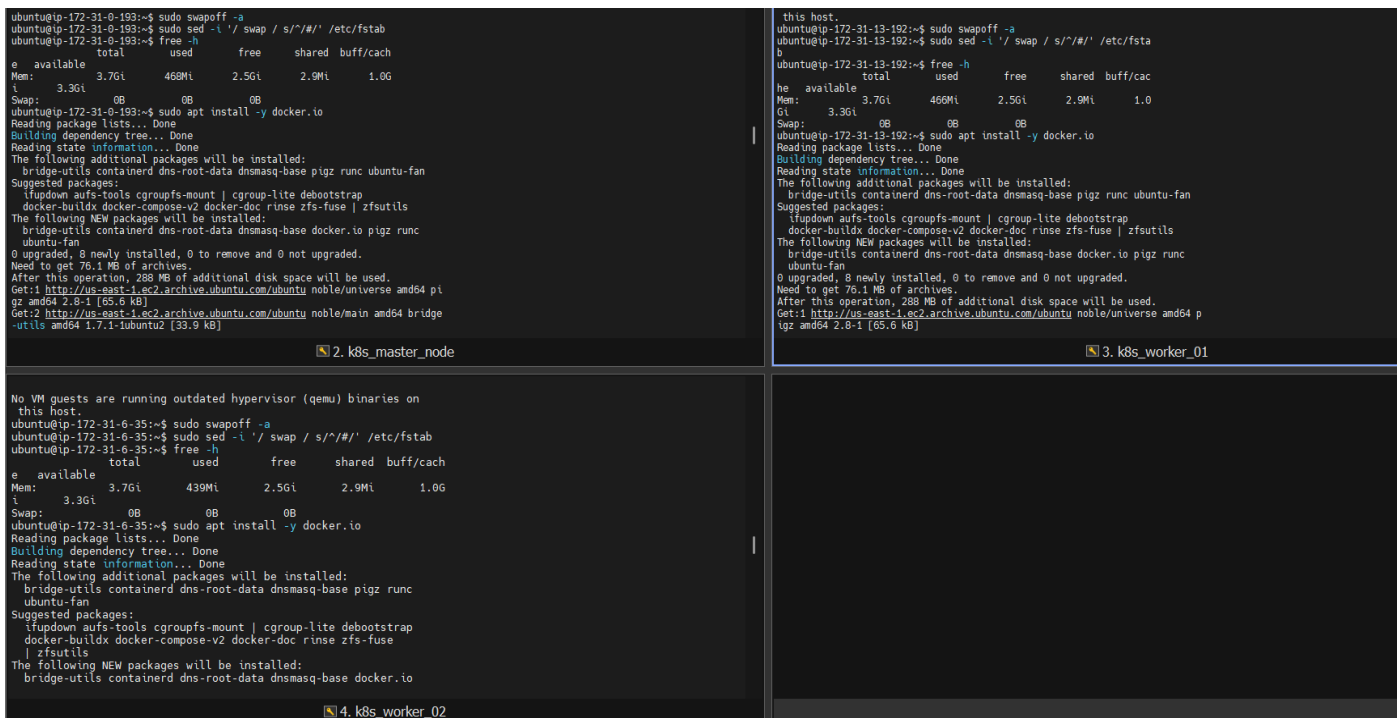 ubuntu@ip-172-31-0-193:~$ sudo swapoff -a
ubuntu@ip-172-31-0-193:~$ sudo sed -i '/ swap / s/^/#/' /etc/fstab
ubuntu@ip-172-31-0-193:~$ free -h
total used free shared buff/cach
e available
Mem: 3.7Gi 468Mi 2.5Gi 2.9Mi 1.0G
i 3.3Gi
Swap: 0B 0B 0B
ubuntu@ip-172-31-0-193:~$ sudo apt install -y docker.io
Reading package lists... Done
Building dependency tree... Done
Reading state information... Done
The following additional packages will be installed:
bridge-utils containerd dns-root-data dnsmasq-base pigz runc ubuntu-fan
Suggested packages:
ifupdown aufs-tools cgroupfs-mount | cgroup-lite debootstrap
docker-buildx docker-compose-v2 docker-doc rinse zfs-fuse | zfsutils
The following NEW packages will be installed:
bridge-utils containerd dns-root-data dnsmasq-base docker.io pigz runc
ubuntu-fan
0 upgraded, 8 newly installed, 0 to remove and 0 not upgraded.
Need to get 76.1 MB of archives.
After this operation, 288 MB of additional disk space will be used.
Get:1 http://us-east-1.ec2.archive.ubuntu.com/ubuntu noble/universe amd64 pi
gz amd64 2.8-1 [65.6 kB]
Get:2 http://us-east-1.ec2.archive.ubuntu.com/ubuntu noble/main amd64 bridge
-utils amd64 1.7.1-1ubuntu2 [33.9 kB]
2. k8s_master_node
this host.
ubuntu@ip-172-31-13-192:~$ sudo swapoff -a
ubuntu@ip-172-31-13-192:~$ sudo sed -i '/ swap / s/^/#/' /etc/fsta
b
ubuntu@ip-172-31-13-192:~$ free -h
total used free shared buff/cac
he available
Mem: 3.7Gi 466Mi 2.5Gi 2.9Mi 1.0
Gi 3.3Gi
Swap: 0B 0B 0B
ubuntu@ip-172-31-13-192:~$ sudo apt install -y docker.io
Reading package lists... Done
Building dependency tree... Done
Reading state information... Done
The following additional packages will be installed:
bridge-utils containerd dns-root-data dnsmasq-base pigz runc ubuntu-fan
Suggested packages:
ifupdown aufs-tools cgroupfs-mount | cgroup-lite debootstrap
docker-buildx docker-compose-v2 docker-doc rinse zfs-fuse | zfsutils
The following NEW packages will be installed:
bridge-utils containerd dns-root-data dnsmasq-base docker.io pigz runc
ubuntu-fan
0 upgraded, 8 newly installed, 0 to remove and 0 not upgraded.
Need to get 76.1 MB of archives.
After this operation, 288 MB of additional disk space will be used.
Get:1 http://us-east-1.ec2.archive.ubuntu.com/ubuntu noble/universe amd64 p
igz amd64 2.8-1 [65.6 kB]
3. k8s_worker_01
No VM guests are running outdated hypervisor (qemu) binaries on
this host.
ubuntu@ip-172-31-6-35:~$ sudo swapoff -a
ubuntu@ip-172-31-6-35:~$ sudo sed -i '/ swap / s/^/#/' /etc/fstab
ubuntu@ip-172-31-6-35:~$ free -h
total used free shared buff/cach
e available
Mem: 3.7Gi 439Mi 2.5Gi 2.9Mi 1.0G
i 3.3Gi
Swap: 0B 0B 0B
ubuntu@ip-172-31-6-35:~$ sudo apt install -y docker.io
Reading package lists... Done
Building dependency tree... Done
Reading state information... Done
The following additional packages will be installed:
bridge-utils containerd dns-root-data dnsmasq-base pigz runc
ubuntu-fan
Suggested packages:
ifupdown aufs-tools cgroupfs-mount | cgroup-lite debootstrap
docker-buildx docker-compose-v2 docker-doc rinse zfs-fuse
| zfsutils
The following NEW packages will be installed:
bridge-utils containerd dns-root-data dnsmasq-base docker.io
4. k8s_worker_02